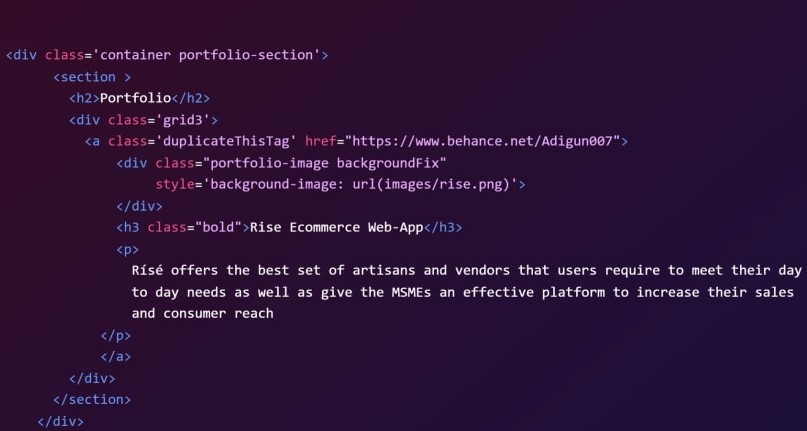 <div class='container portfolio-section'>
<section >
<h2>Portfolio</h2>
<div class='grid3'>
<a class='duplicateThisTag' href="https://www.behance.net/Adigun007">
<div class="portfolio-image backgroundFix"
style='background-image: url(images/rise.png)'>
</div>
<h3 class="bold">Rise Ecommerce Web-App</h3>
<p>
Rísé offers the best set of artisans and vendors that users require to meet their day
to day needs as well as give the MSMEs an effective platform to increase their sales
and consumer reach
</p>
</a>
</div>
</section>
</div>